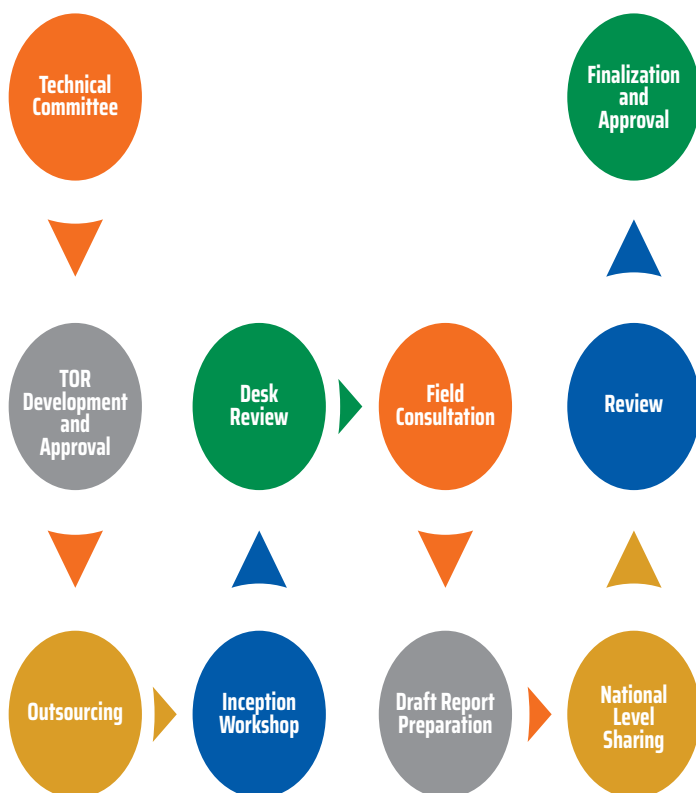 Technical
Committee
Finalization
and
Approval
TOR
Development
and
Approval
Desk
Review
Field
Consultation
Review
Outsourcing
Inception
Workshop
Draft Report
Preparation
National
Level
Sharing